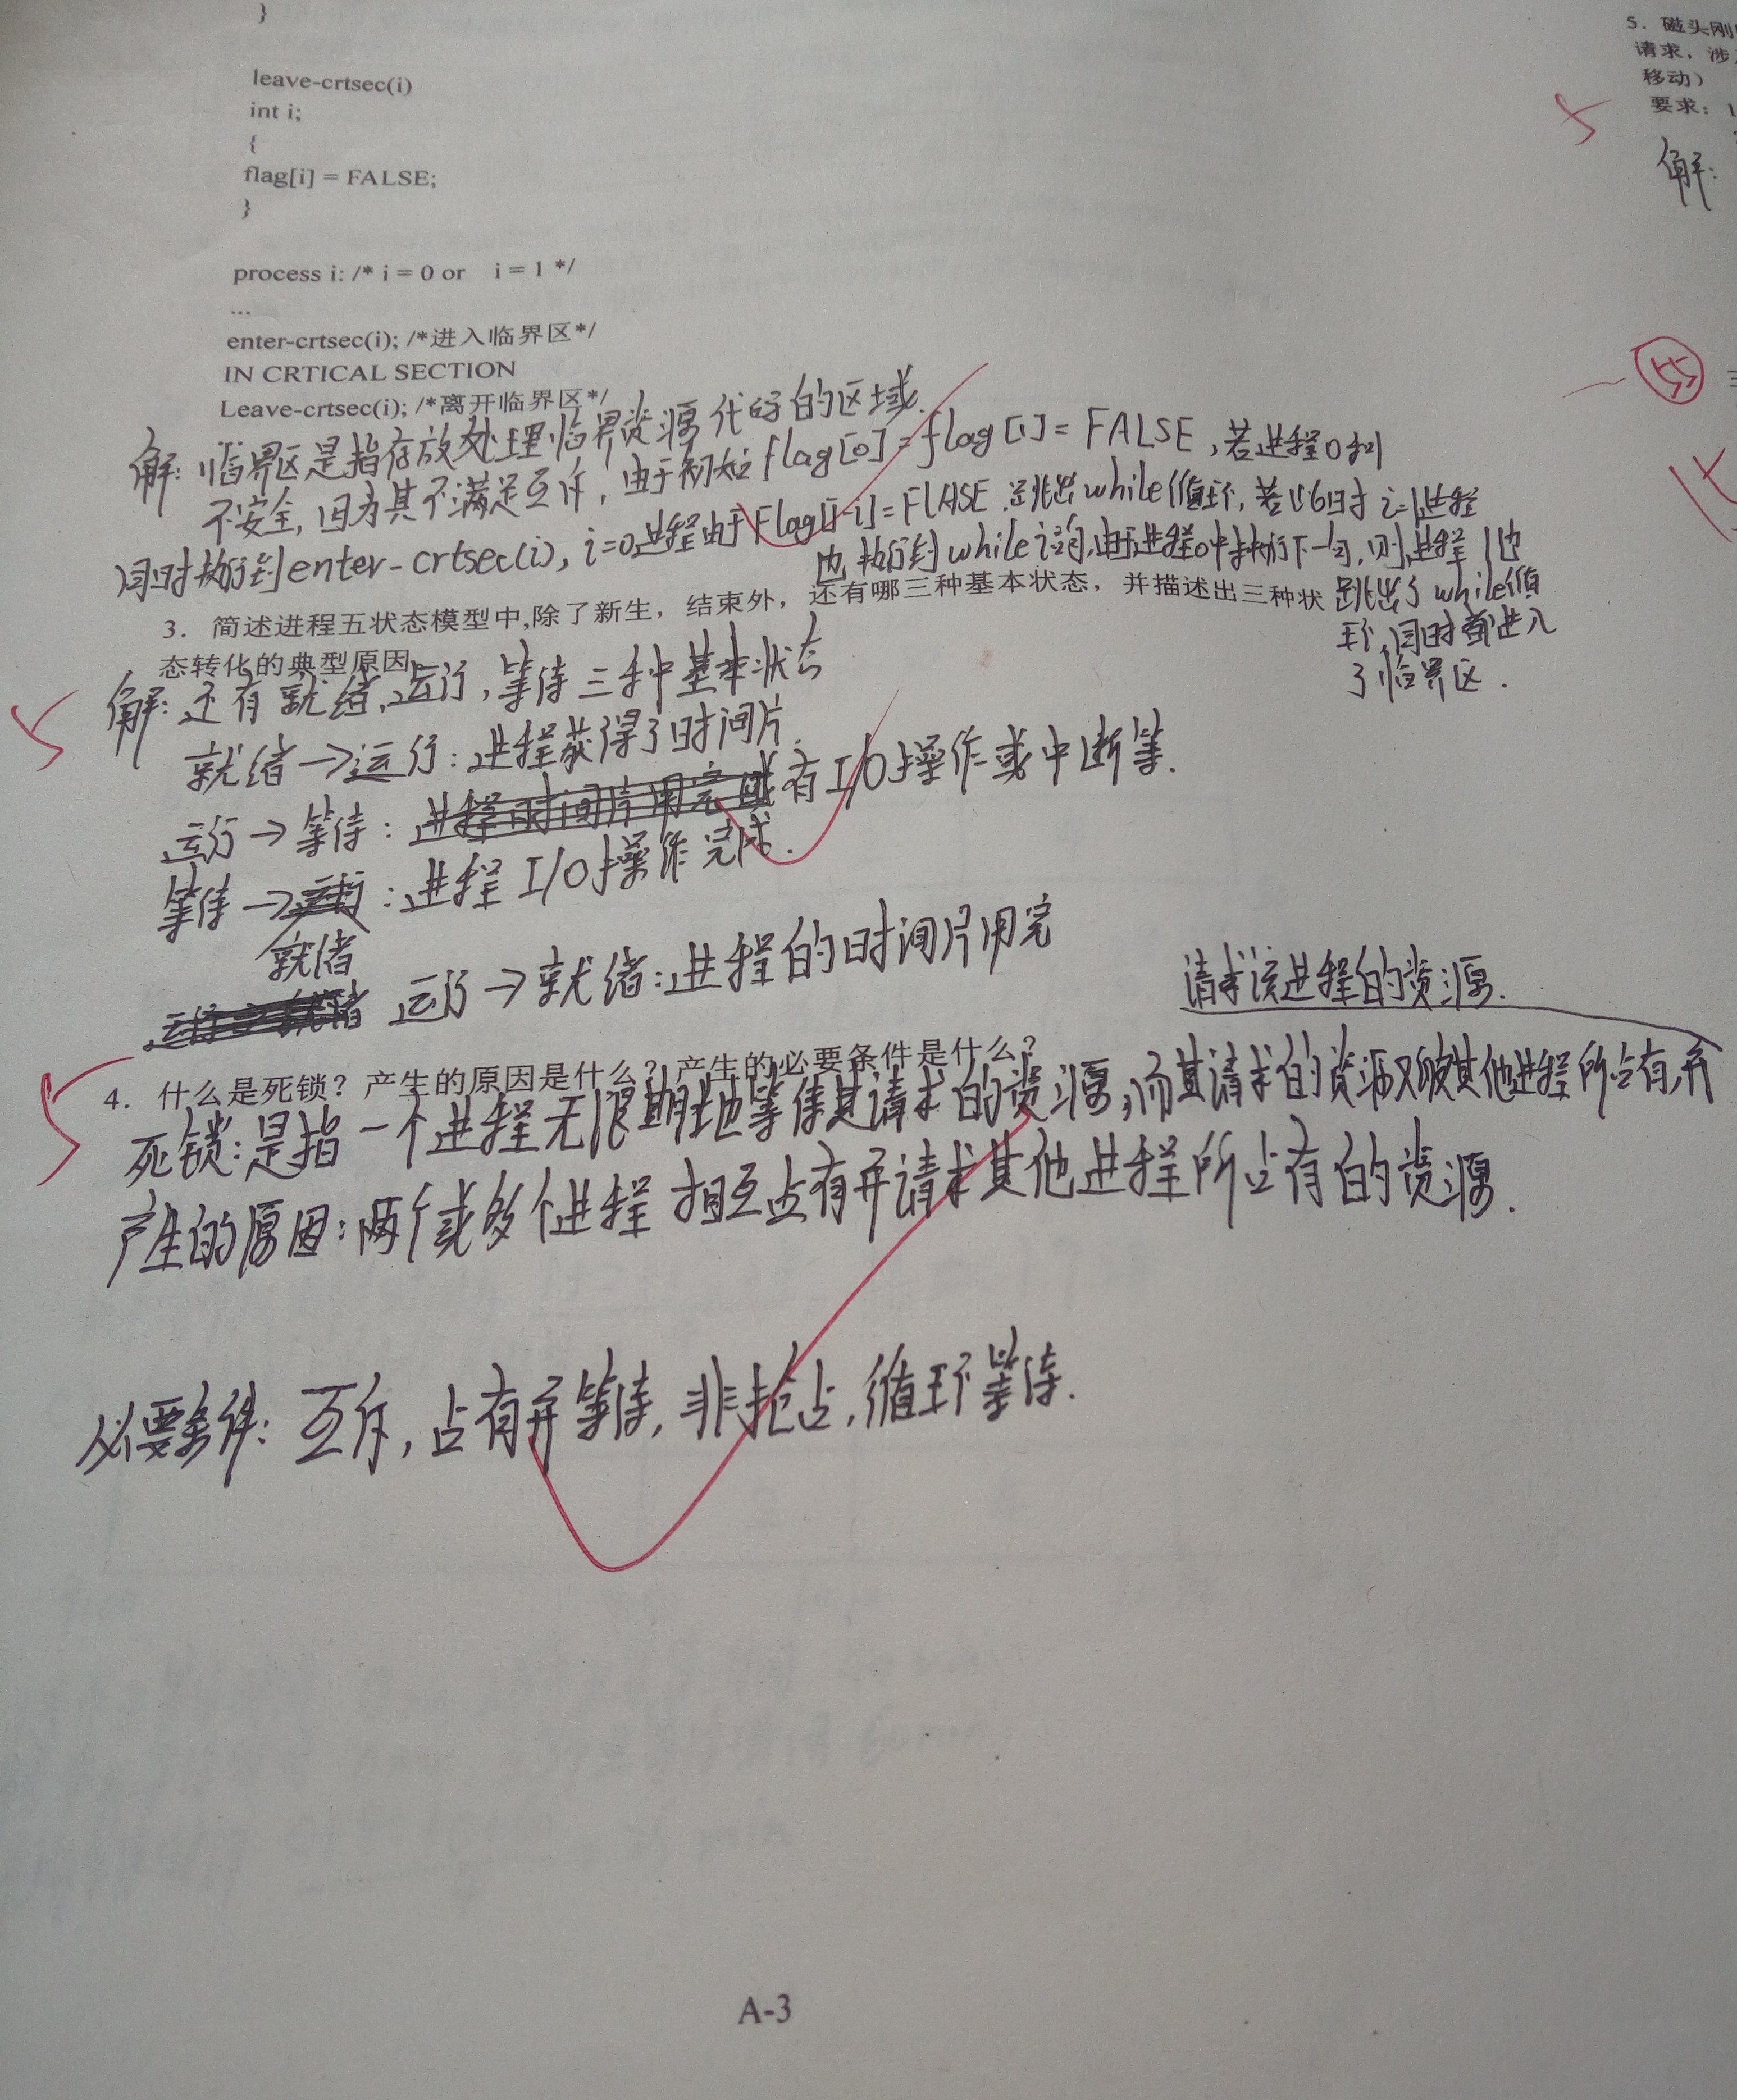 }
leave-crtsec(i)
int i;
{
flag[i] = FALSE;
}
process i: /* i = 0 or i = 1 */
...
enter-crtsec(i); /*进入临界区*/
IN CRTICAL SECTION
Leave-crtsec(i); /*离开临界区*/
解: 临界区是指存放处理临界资源代码的区域.
不安全, 因为其不满足互斥, 由于初始 flag[0] = flag[1] = FALSE, 若进程0和1
同时执行到enter-crtsec(i), i=0进程由于Flag[1-i]=FLASE 跳出while循环, 若此时 i=1进程
也执行到while语句, 由于进程0未执行下一句, 则进程1也
跳出了while循
环, 同时都进入
了临界区.
3. 简述进程五状态模型中,除了新生,结束外,还有哪三种基本状态,并描述出三种状
态转化的典型原因
解: 还有就绪, 运行, 等待三种基本状态
就绪→运行: 进程获得了时间片.
运行→等待: 进程时间片用完或有I/O操作或中断等.
等待→运行: 进程I/O操作完成.
就绪
运行→就绪 运行→就绪: 进程的时间片用完
请求该进程的资源.
4. 什么是死锁?产生的原因是什么?产生的必要条件是什么?
死锁: 是指一个进程无限期地等待其请求的资源, 而其请求的资源又被其他进程所占有, 并
产生的原因: 两个或多个进程相互占有并请求其他进程所占有的资源.
必要条件: 互斥, 占有并等待, 非抢占, 循环等待.
A-3
5. 磁头刚
请求, 涉
移动)
要求: 1
解: